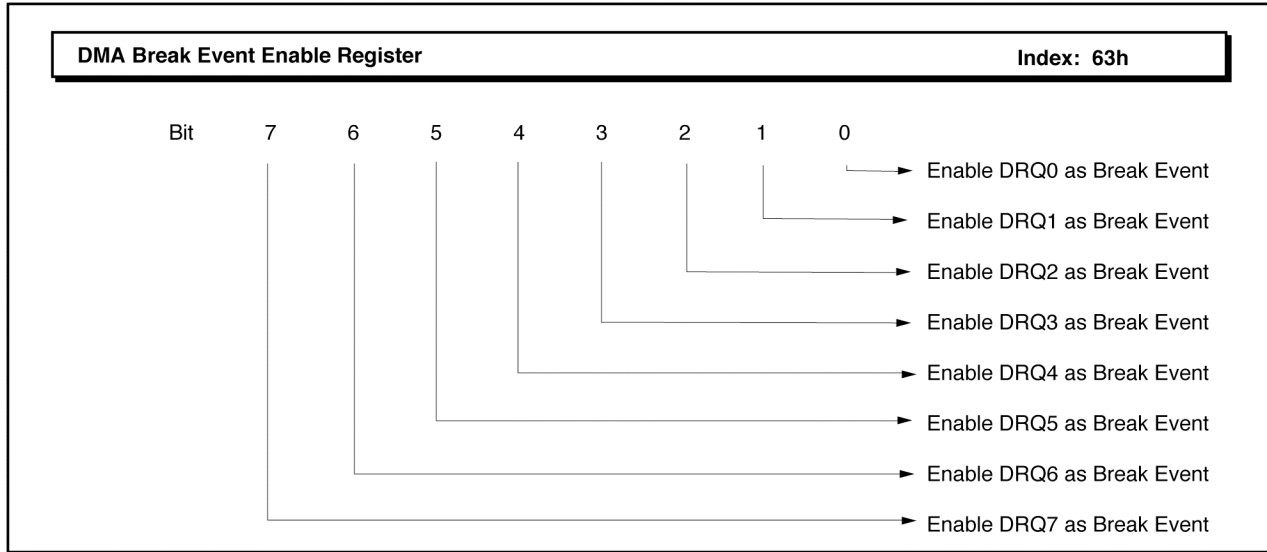 DMA Break Event Enable Register Index: 63h
Bit 7 6 5 4 3 2 1 0
Enable DRQ0 as Break Event
Enable DRQ1 as Break Event
Enable DRQ2 as Break Event
Enable DRQ3 as Break Event
Enable DRQ4 as Break Event
Enable DRQ5 as Break Event
Enable DRQ6 as Break Event
Enable DRQ7 as Break Event